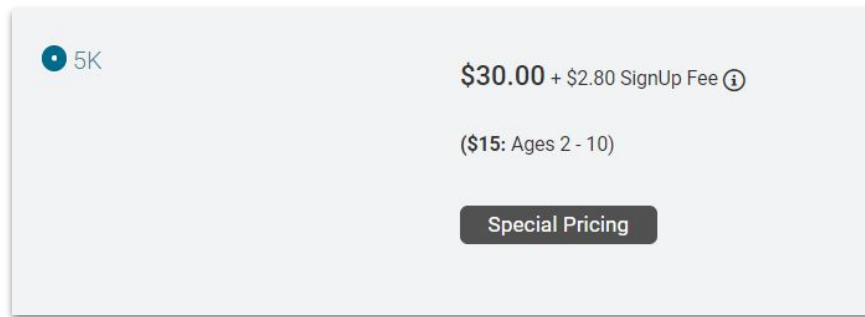 5K
$30.00 + $2.80 SignUp Fee
($15: Ages 2 - 10)
Special Pricing